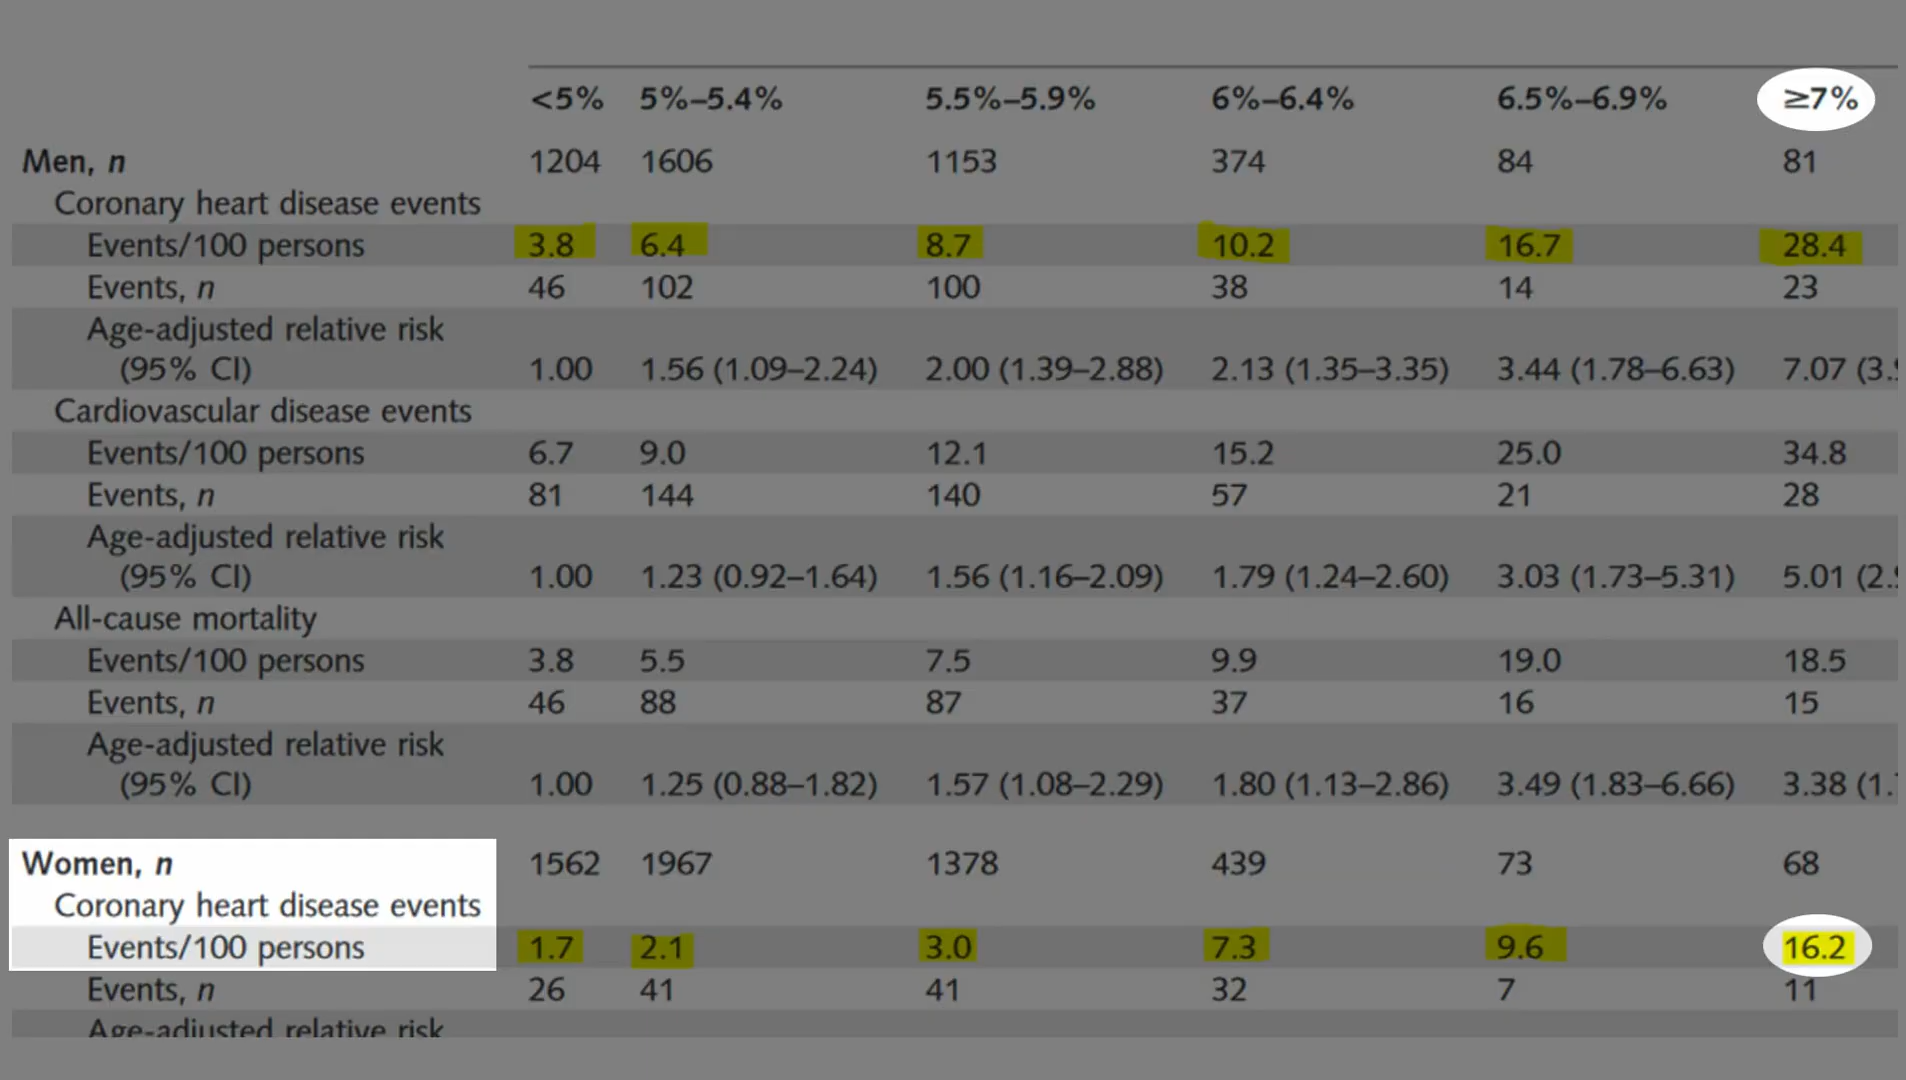 <5% 5%–5.4% 5.5%–5.9% 6%–6.4% 6.5%–6.9% ≥7%
Men, n 1204 1606 1153 374 84 81
Coronary heart disease events
Events/100 persons 3.8 6.4 8.7 10.2 16.7 28.4
Events, n 46 102 100 38 14 23
Age-adjusted relative risk
(95% CI) 1.00 1.56 (1.09–2.24) 2.00 (1.39–2.88) 2.13 (1.35–3.35) 3.44 (1.78–6.63) 7.07 (3.
Cardiovascular disease events
Events/100 persons 6.7 9.0 12.1 15.2 25.0 34.8
Events, n 81 144 140 57 21 28
Age-adjusted relative risk
(95% CI) 1.00 1.23 (0.92–1.64) 1.56 (1.16–2.09) 1.79 (1.24–2.60) 3.03 (1.73–5.31) 5.01 (2.
All-cause mortality
Events/100 persons 3.8 5.5 7.5 9.9 19.0 18.5
Events, n 46 88 87 37 16 15
Age-adjusted relative risk
(95% CI) 1.00 1.25 (0.88–1.82) 1.57 (1.08–2.29) 1.80 (1.13–2.86) 3.49 (1.83–6.66) 3.38 (1.
Women, n 1562 1967 1378 439 73 68
Coronary heart disease events
Events/100 persons 1.7 2.1 3.0 7.3 9.6 16.2
Events, n 26 41 41 32 7 11
Age-adjusted relative risk